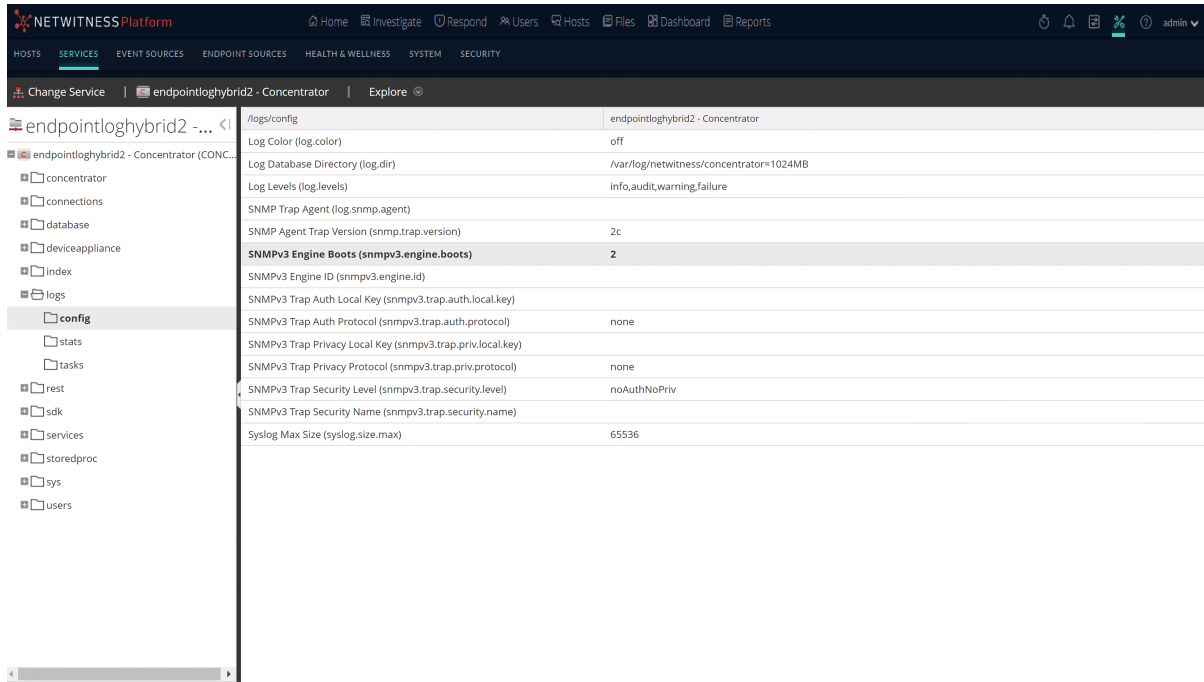 NETWITNESS Platform
Home Investigate Respond Users Hosts Files Dashboard Reports
admin
HOSTS SERVICES EVENT SOURCES ENDPOINT SOURCES HEALTH & WELLNESS SYSTEM SECURITY
Change Service | endpointloghybrid2 - Concentrator | Explore
endpointloghybrid2 -...
endpointloghybrid2 - Concentrator (CONC...
concentrator
connections
database
deviceappliance
index
logs
config
stats
tasks
rest
sdk
services
storedproc
sys
users
/logs/config endpointloghybrid2 - Concentrator
Log Color (log.color) off
Log Database Directory (log.dir) /var/log/netwitness/concentrator=1024MB
Log Levels (log.levels) info,audit,warning,failure
SNMP Trap Agent (log.snmp.agent)
SNMP Agent Trap Version (snmp.trap.version) 2c
SNMPv3 Engine Boots (snmpv3.engine.boots) 2
SNMPv3 Engine ID (snmpv3.engine.id)
SNMPv3 Trap Auth Local Key (snmpv3.trap.auth.local.key)
SNMPv3 Trap Auth Protocol (snmpv3.trap.auth.protocol) none
SNMPv3 Trap Privacy Local Key (snmpv3.trap.priv.local.key)
SNMPv3 Trap Privacy Protocol (snmpv3.trap.priv.protocol) none
SNMPv3 Trap Security Level (snmpv3.trap.security.level) noAuthNoPriv
SNMPv3 Trap Security Name (snmpv3.trap.security.name)
Syslog Max Size (syslog.size.max) 65536